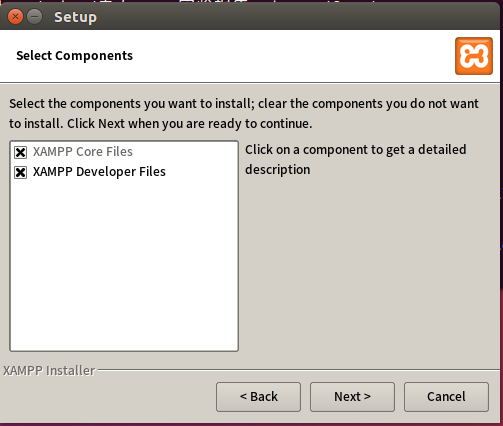 Setup
Select Components
Select the components you want to install; clear the components you do not want
to install. Click Next when you are ready to continue.
XAMPP Core Files
XAMPP Developer Files
Click on a component to get a detailed
description
XAMPP Installer
< Back
Next >
Cancel